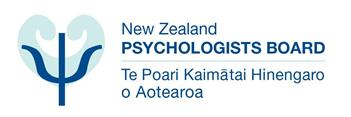 New Zealand
PSYCHOLOGISTS BOARD
Te Poari Kaimātai Hinengaro
o Aotearoa